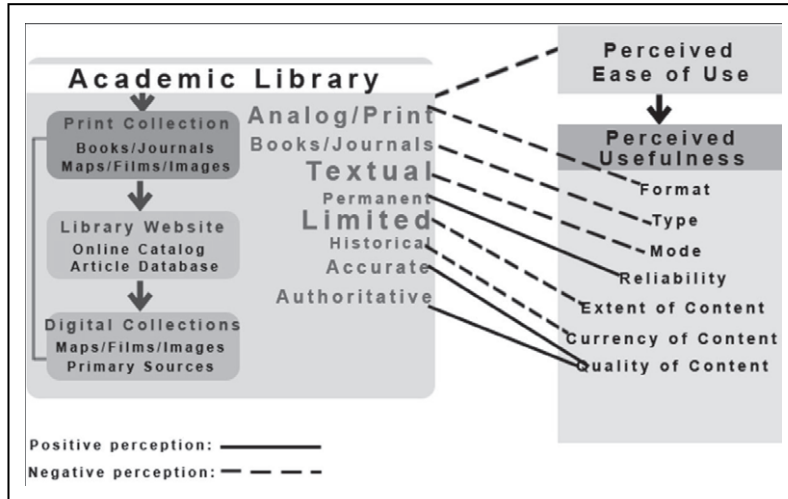 Academic Library
Print Collection
Books/Journals
Maps/Films/Images
Library Website
Online Catalog
Article Database
Digital Collections
Maps/Films/Images
Primary Sources
Analog/Print
Books/Journals
Textual
Permanent
Limited
Historical
Accurate
Authoritative
Perceived
Ease of Use
Perceived
Usefulness
Format
Type
Mode
Reliability
Extent of Content
Currency of Content
Quality of Content
Positive perception:
Negative perception: